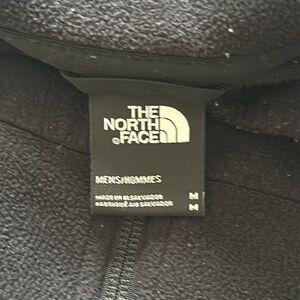 THE
NORTH
FACE
MENS/HOMMES M
MADE IN EL SALVADOR M